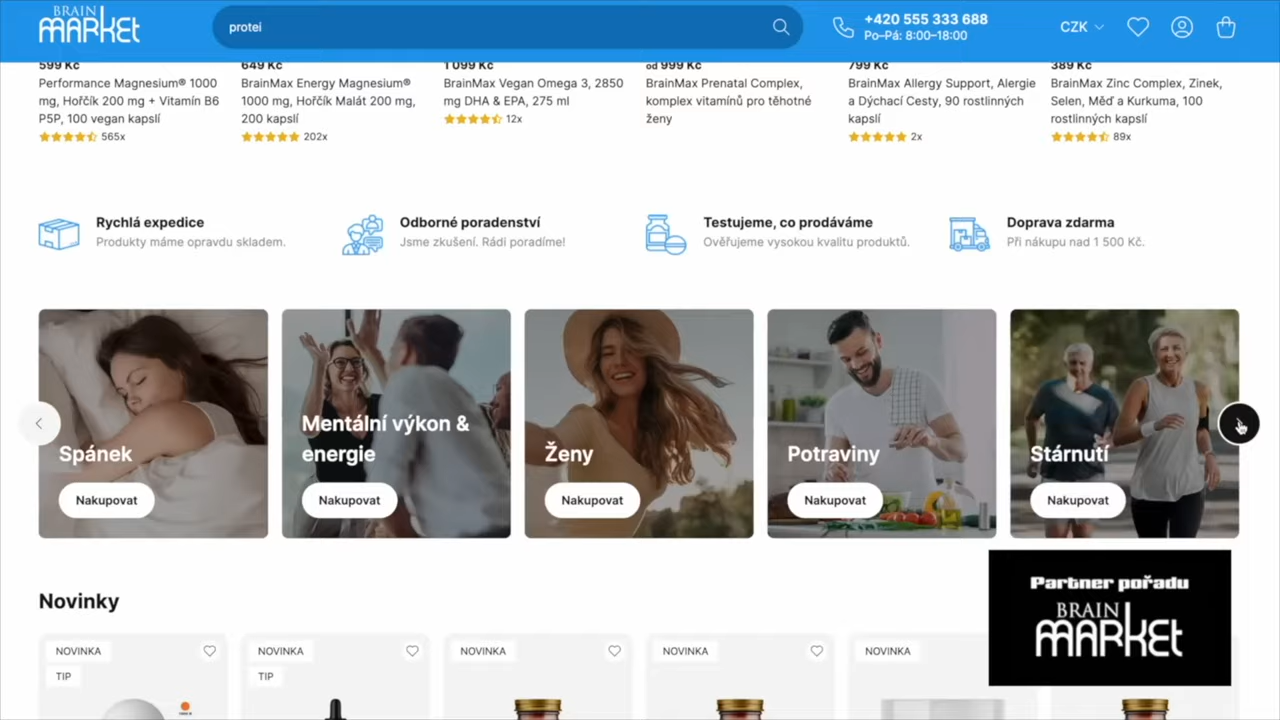 BRAIN
MARKET
protei
+420 555 333 688
Po–Pá: 8:00–18:00
CZK
599 Kč
Performance Magnesium® 1000
mg, Hořčík 200 mg + Vitamín B6
P5P, 100 vegan kapslí
565x
649 Kč
BrainMax Energy Magnesium®
1000 mg, Hořčík Malát 200 mg,
200 kapslí
202x
1 099 Kč
BrainMax Vegan Omega 3, 2850
mg DHA & EPA, 275 ml
12x
od 999 Kč
BrainMax Prenatal Complex,
komplex vitamínů pro těhotné
ženy
799 Kč
BrainMax Allergy Support, Alergie
a Dýchací Cesty, 90 rostlinných
kapslí
2x
389 Kč
BrainMax Zinc Complex, Zinek,
Selen, Měď a Kurkuma, 100
rostlinných kapslí
89x
Rychlá expedice
Produkty máme opravdu skladem.
Odborné poradenství
Jsme zkušení. Rádi poradíme!
Testujeme, co prodáváme
Ověřujeme vysokou kvalitu produktů.
Doprava zdarma
Při nákupu nad 1 500 Kč.
Spánek
Nakupovat
Mentální výkon &
energie
Nakupovat
Ženy
Nakupovat
Potraviny
Nakupovat
Stárnutí
Nakupovat
Novinky
NOVINKA
TIP
NOVINKA
TIP
NOVINKA
NOVINKA
NOVINKA
Partner pořadu
BRAIN
MARKET